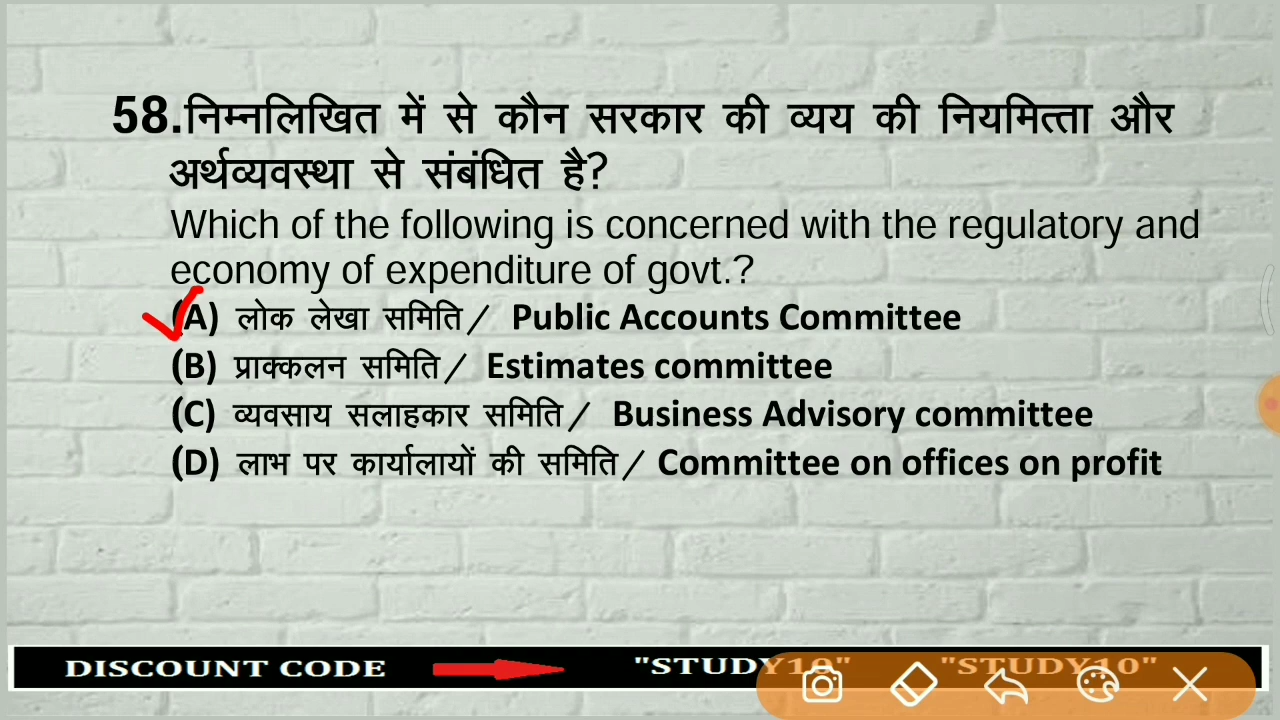 58.निम्नलिखित में से कौन सरकार की व्यय की नियमित्ता और
अर्थव्यवस्था से संबंधित है?
Which of the following is concerned with the regulatory and
economy of expenditure of govt.?
(A) लोक लेखा समिति/ Public Accounts Committee
(B) प्राक्कलन समिति/ Estimates committee
(C) व्यवसाय सलाहकार समिति/ Business Advisory committee
(D) लाभ पर कार्यालायों की समिति/ Committee on offices on profit
DISCOUNT CODE "STUDY10" "STUDY10"